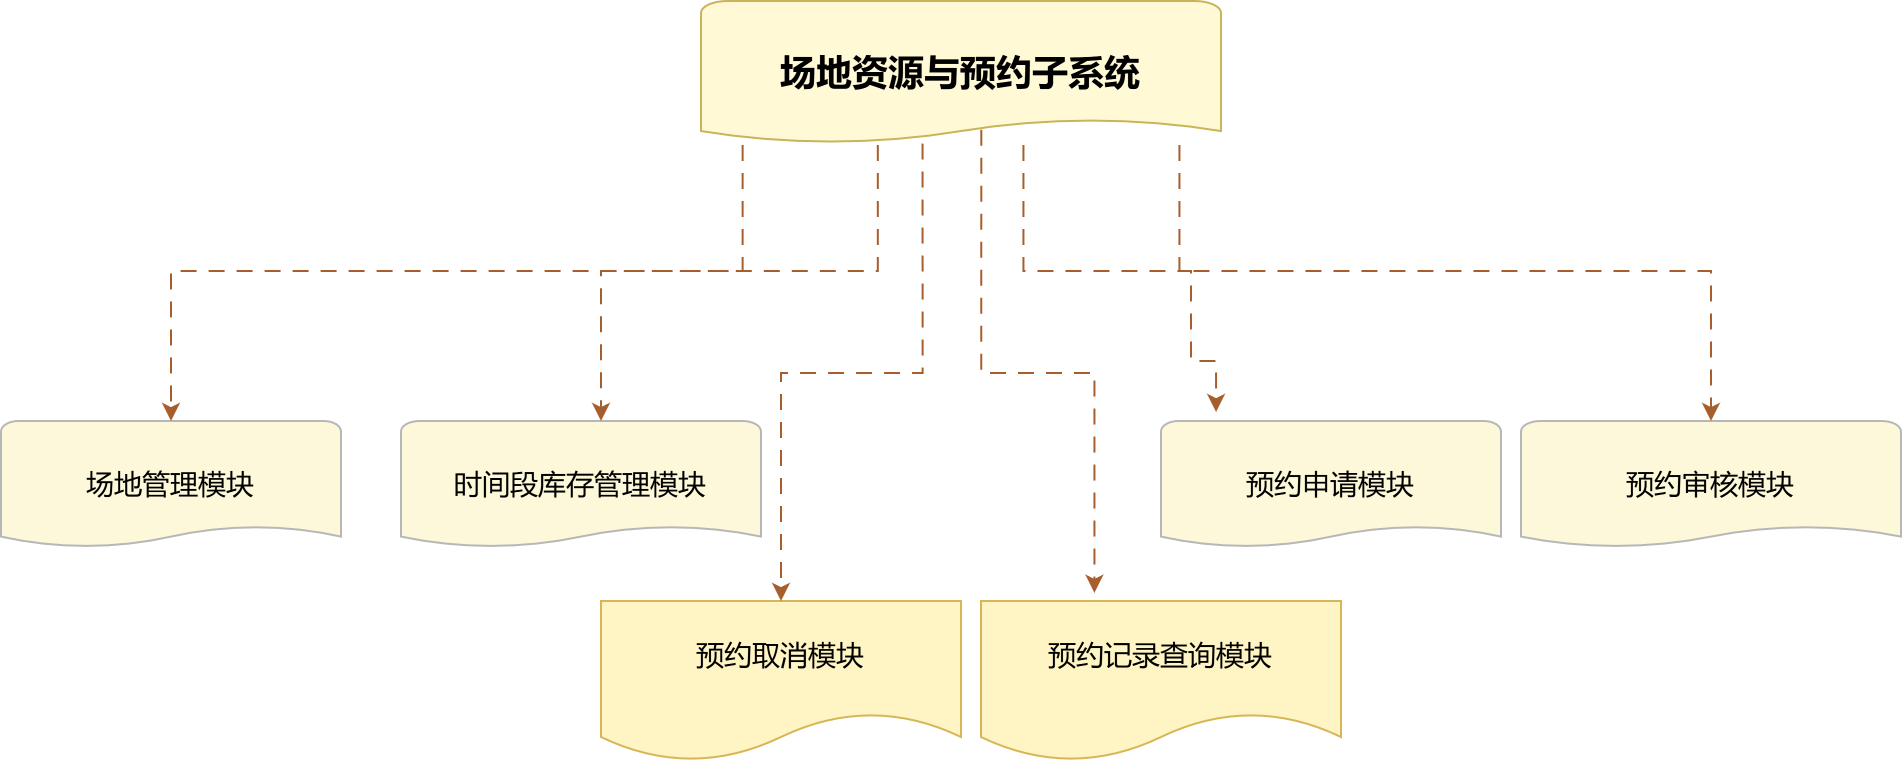 场地资源与预约子系统
场地管理模块
时间段库存管理模块
预约申请模块
预约审核模块
预约取消模块
预约记录查询模块